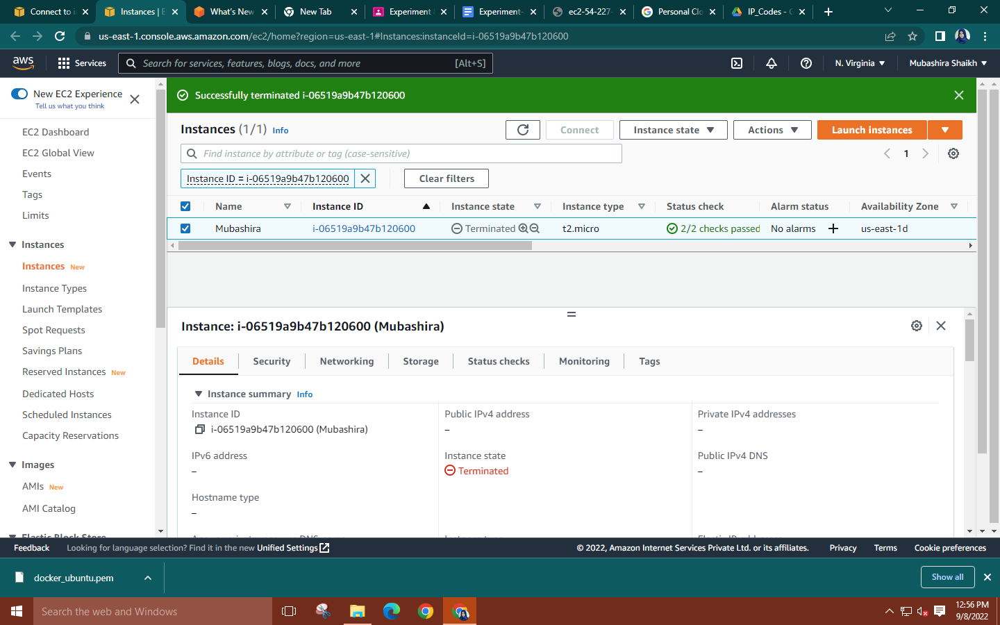 Connect to i
Instances | E
What's New
New Tab
Experiment
Experiment-
ec2-54-227-
Personal Clo
IP_Codes - G
us-east-1.console.aws.amazon.com/ec2/home?region=us-east-1#Instances:instanceId=i-06519a9b47b120600
aws
Services
Search for services, features, blogs, docs, and more
[Alt+S]
N. Virginia
Mubashira Shaikh
New EC2 Experience
Tell us what you think
EC2 Dashboard
EC2 Global View
Events
Tags
Limits
Instances
Instances New
Instance Types
Launch Templates
Spot Requests
Savings Plans
Reserved Instances New
Dedicated Hosts
Scheduled Instances
Capacity Reservations
Images
AMIs New
AMI Catalog
Elastic Block Store
Successfully terminated i-06519a9b47b120600
Instances (1/1) Info
Connect
Instance state
Actions
Launch instances
Find instance by attribute or tag (case-sensitive)
1
Instance ID = i-06519a9b47b120600
Clear filters
Name Instance ID Instance state Instance type Status check Alarm status Availability Zone
Mubashira i-06519a9b47b120600 Terminated t2.micro 2/2 checks passed No alarms us-east-1d
Instance: i-06519a9b47b120600 (Mubashira)
Details Security Networking Storage Status checks Monitoring Tags
Instance summary Info
Instance ID
i-06519a9b47b120600 (Mubashira)
Public IPv4 address
–
Private IPv4 addresses
–
IPv6 address
–
Instance state
Terminated
Public IPv4 DNS
–
Hostname type
–
Feedback
Looking for language selection? Find it in the new Unified Settings
© 2022, Amazon Internet Services Private Ltd. or its affiliates.
Privacy
Terms
Cookie preferences
docker_ubuntu.pem
Show all
Search the web and Windows
12:56 PM
9/8/2022